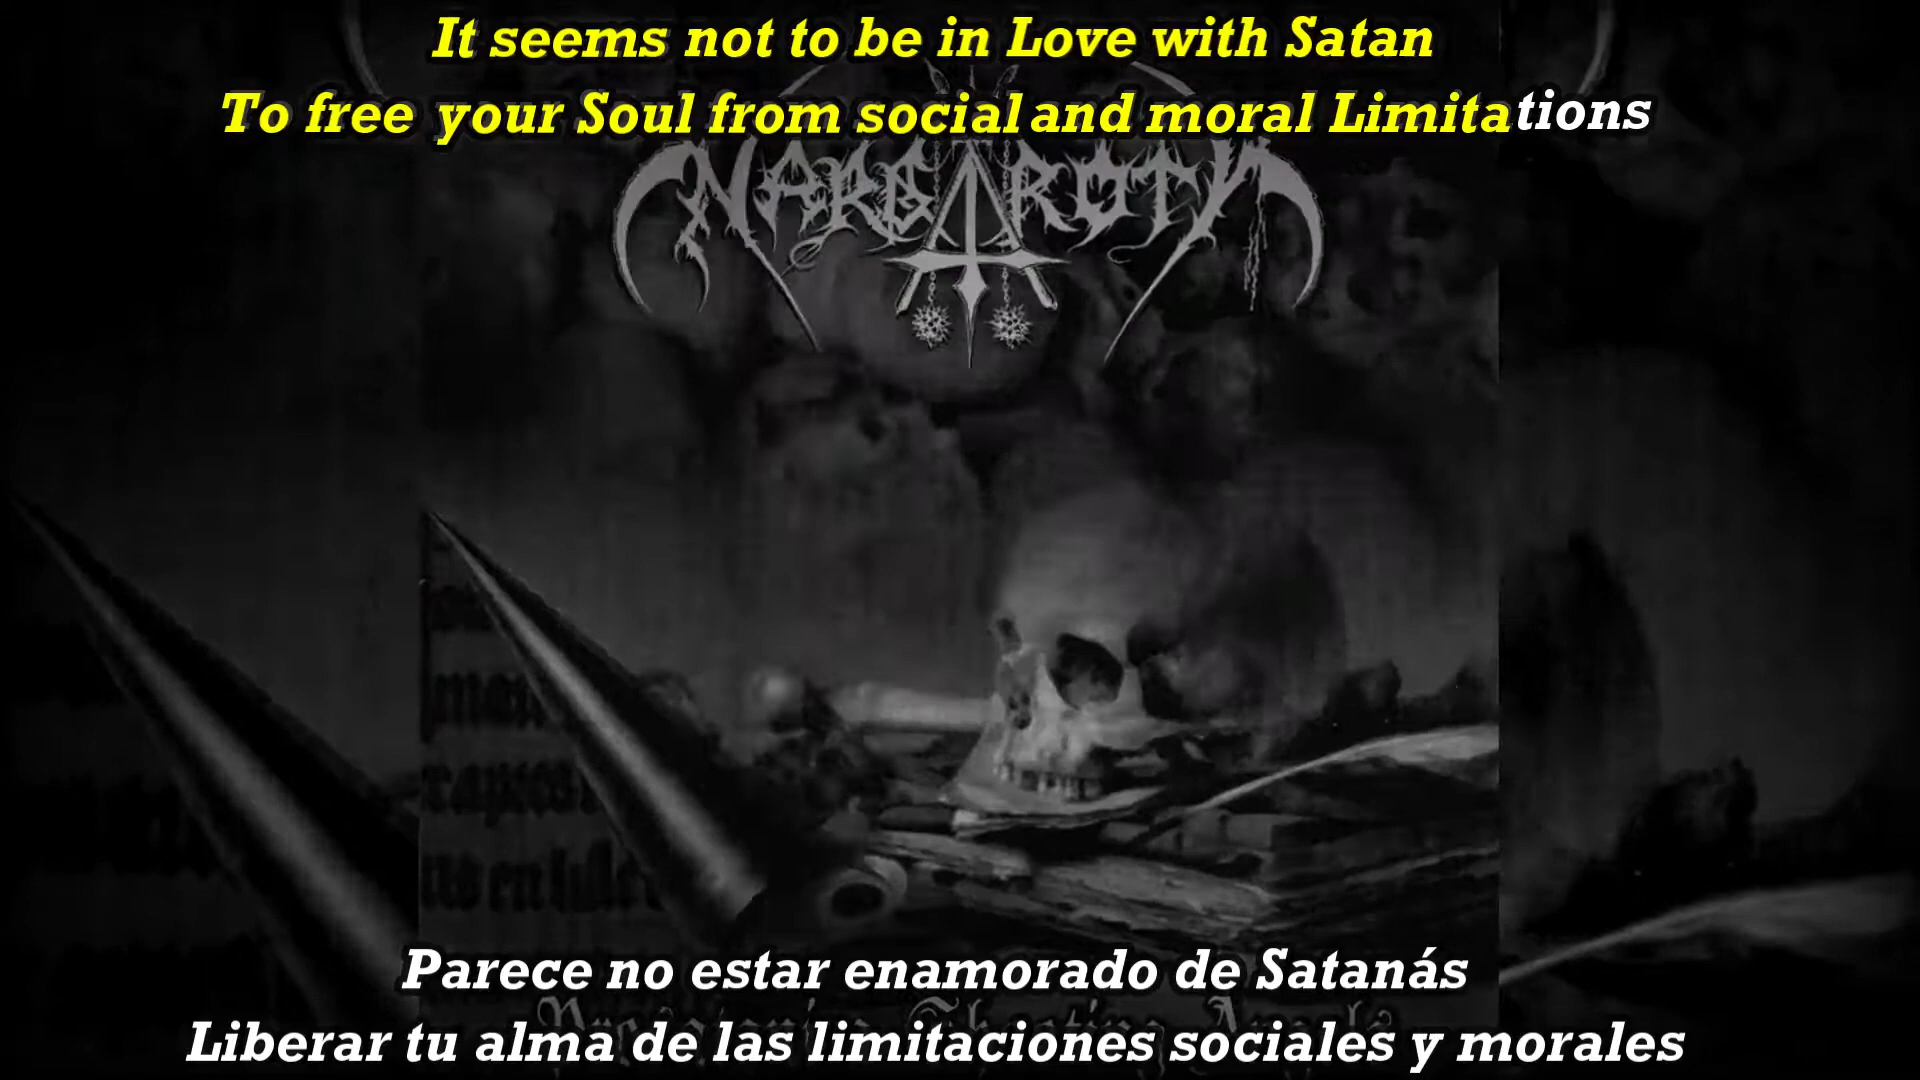 It seems not to be in Love with Satan
To free your Soul from social and moral Limitations
NARGAROTH
Parece no estar enamorado de Satanás
Liberar tu alma de las limitaciones sociales y morales